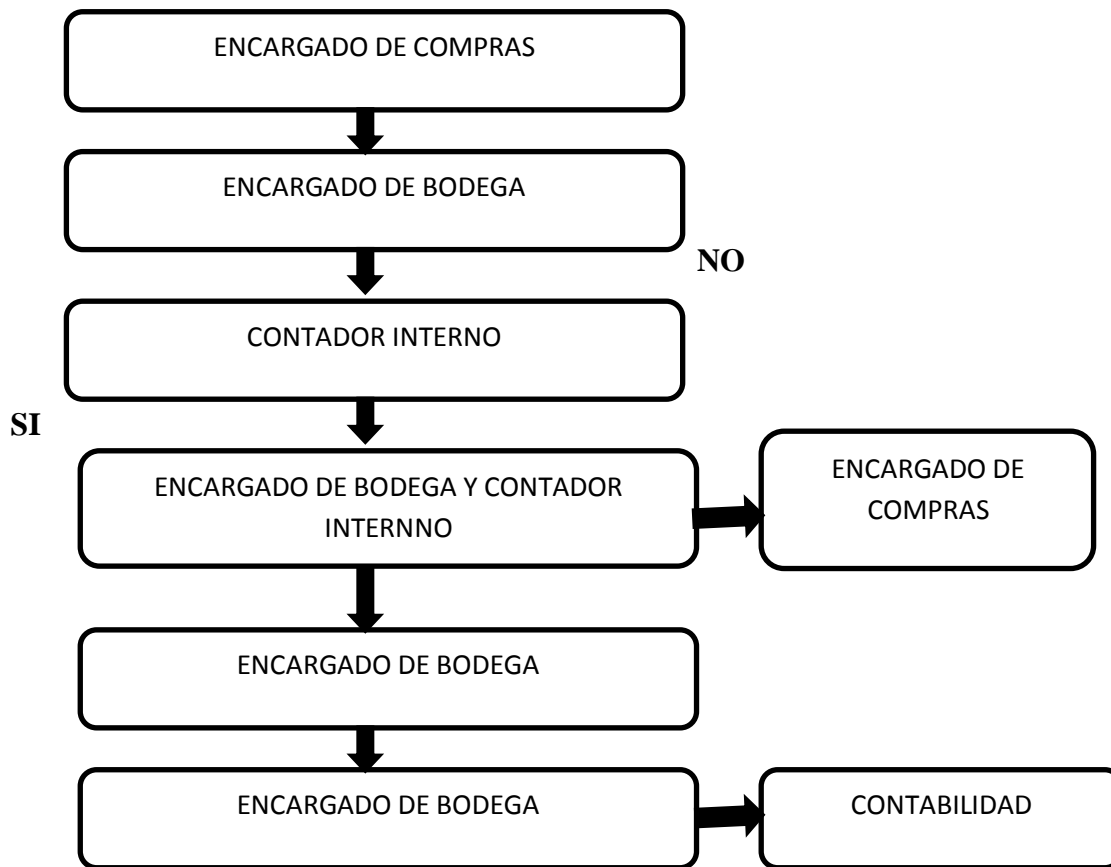 ENCARGADO DE COMPRAS
ENCARGADO DE BODEGA
NO
CONTADOR INTERNO
SI
ENCARGADO DE BODEGA Y CONTADOR
INTERNNO
ENCARGADO DE
COMPRAS
ENCARGADO DE BODEGA
ENCARGADO DE BODEGA
CONTABILIDAD